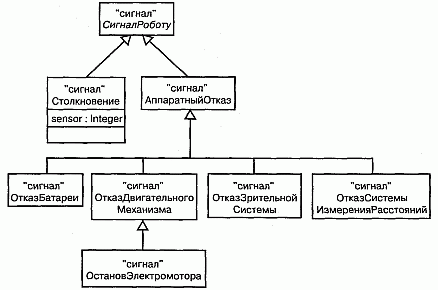 "сигнал"
СигналРоботу
"сигнал"
Столкновение
sensor : Integer
"сигнал"
АппаратныйОтказ
"сигнал"
ОтказБатареи
"сигнал"
ОтказДвигательного
Механизма
"сигнал"
ОтказЗрительной
Системы
"сигнал"
ОтказСистемы
ИзмеренияРасстояний
"сигнал"
ОстановЭлектромотора